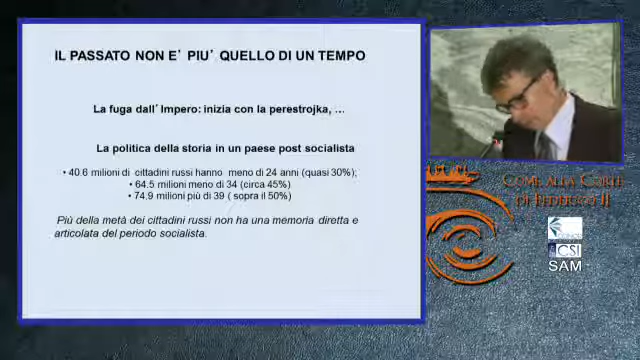 IL PASSATO NON E' PIU' QUELLO DI UN TEMPO
La fuga dall'Impero: inizia con la perestrojka, …
La politica della storia in un paese post socialista
• 40.6 milioni di cittadini russi hanno meno di 24 anni (quasi 30%);
• 64.5 milioni meno di 34 (circa 45%)
• 74.9 milioni più di 39 ( sopra il 50%)
Più della metà dei cittadini russi non ha una memoria diretta e
articolata del periodo socialista.
COME ALLA CORTE
DI FEDERICO II
CSI
SAM